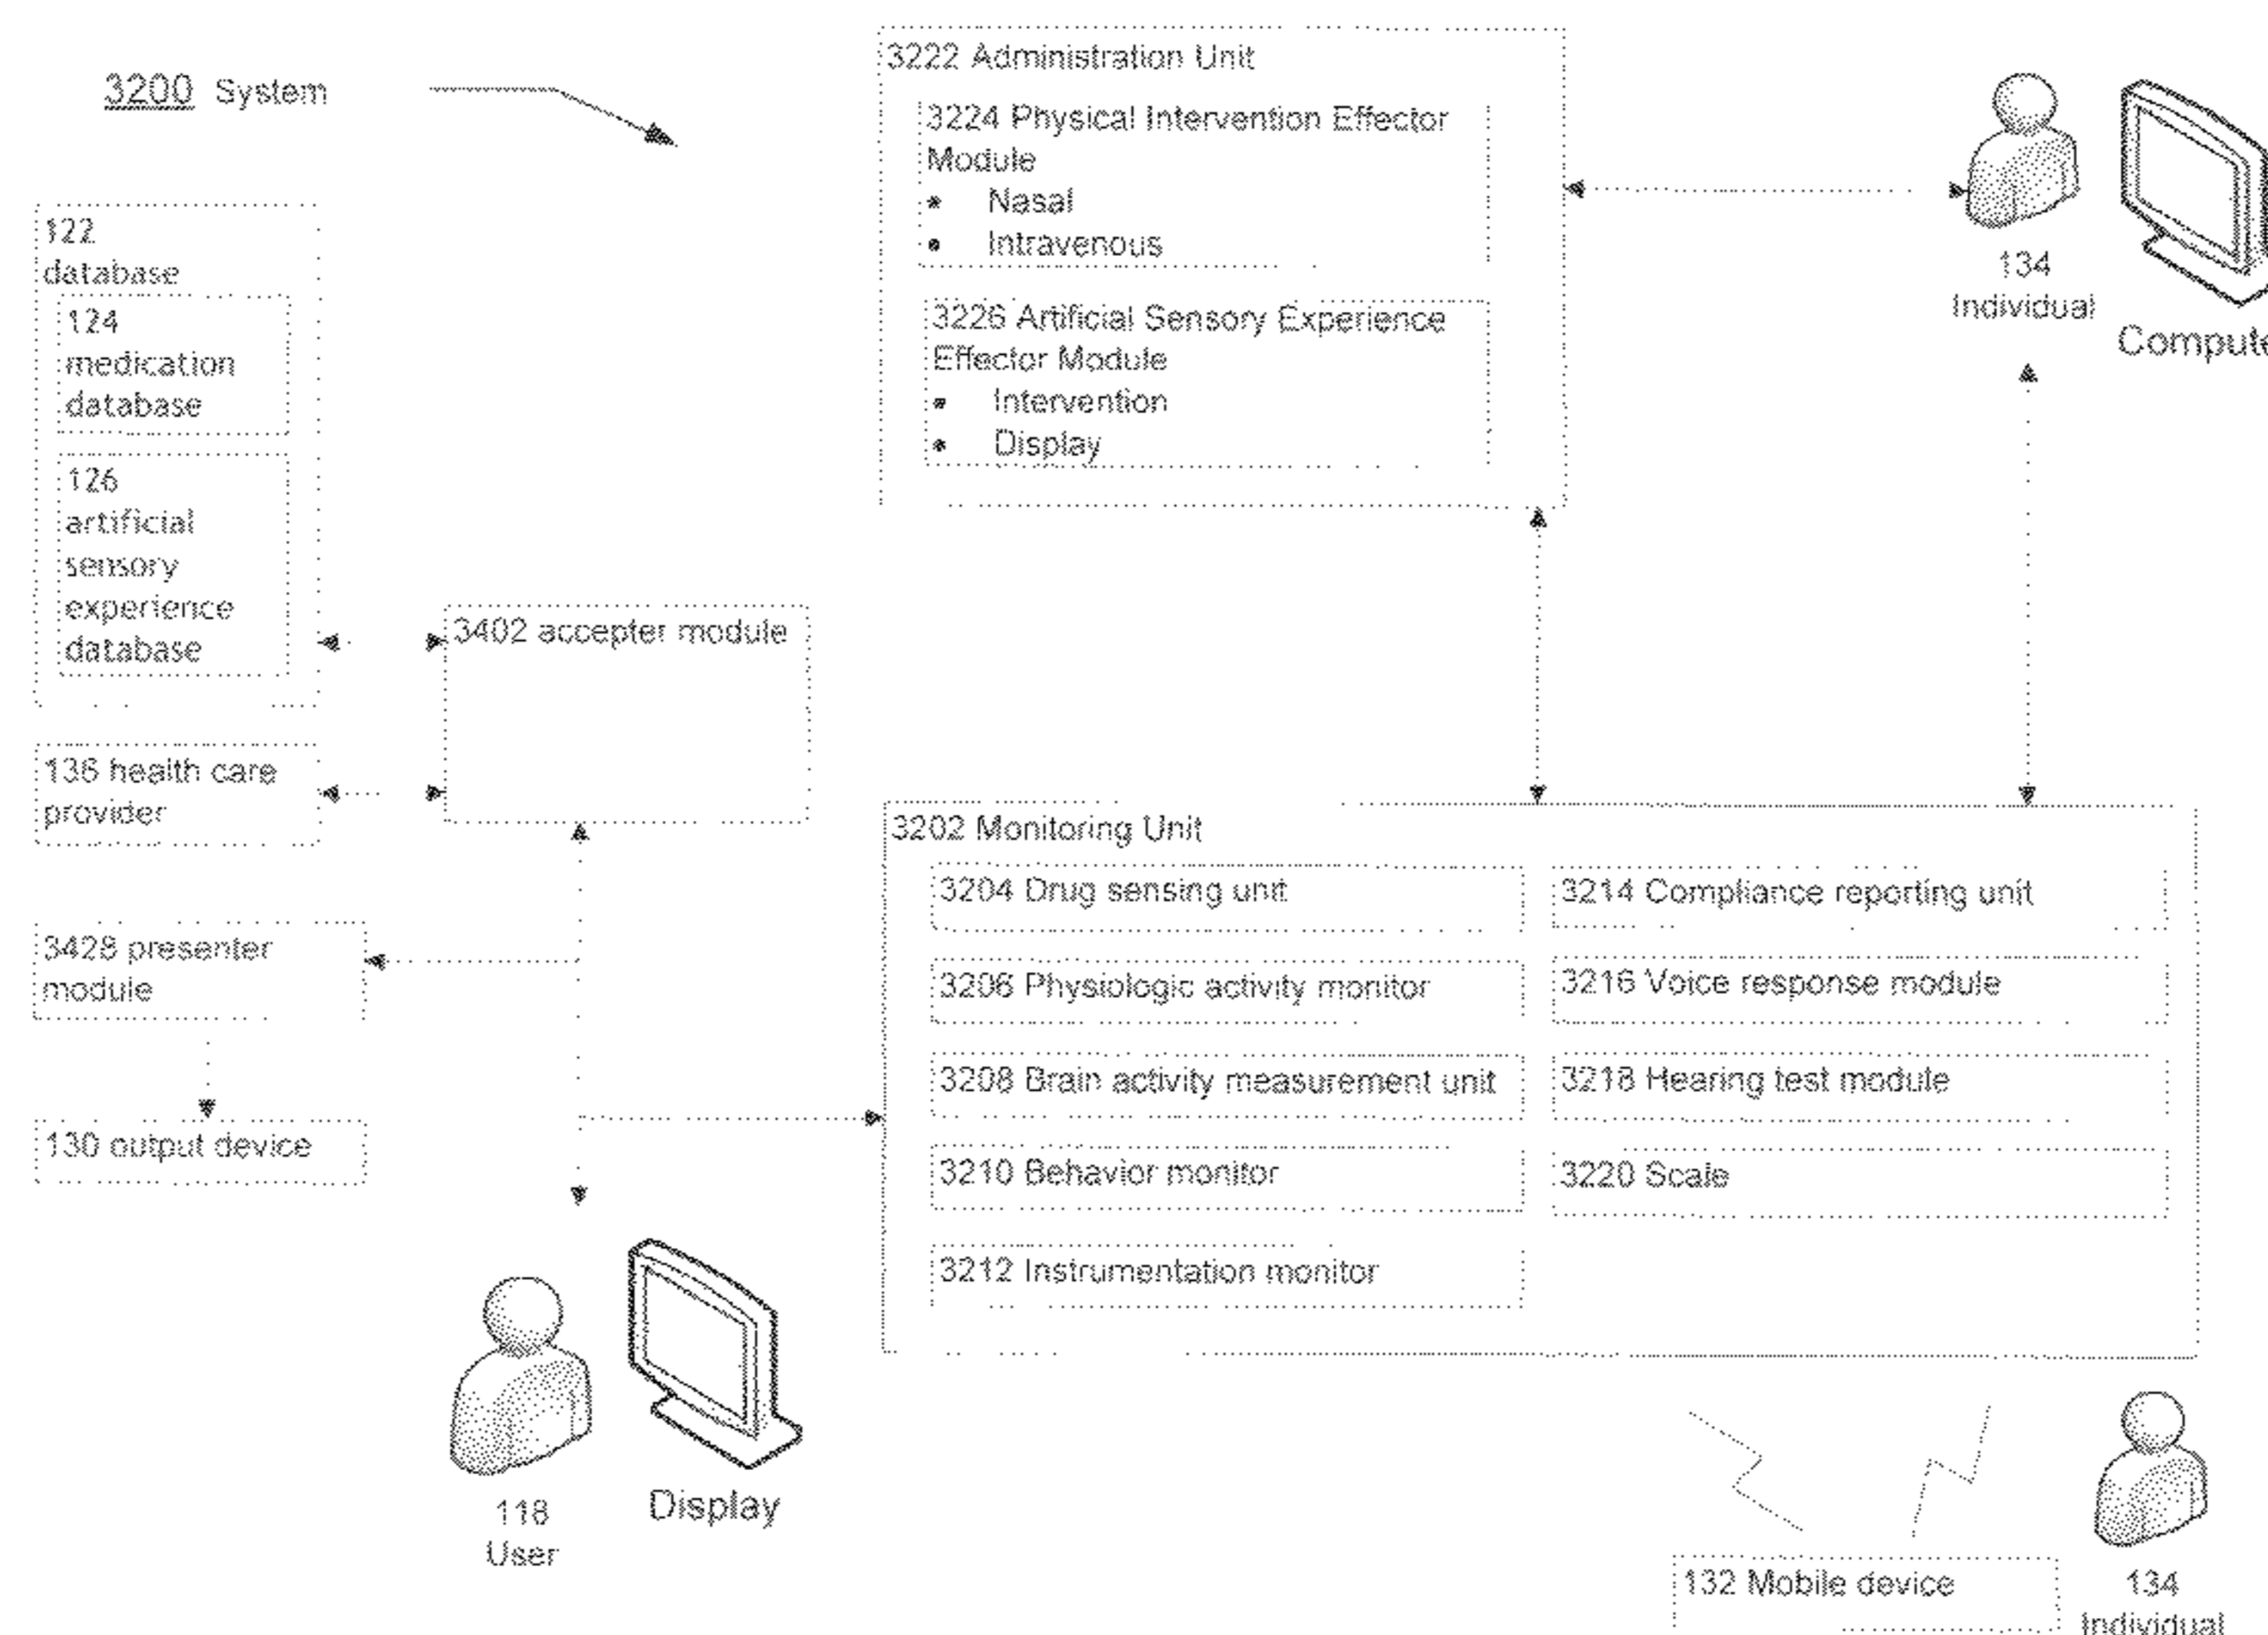 3200 System
3222 Administration Unit
3224 Physical Intervention Effector
Module
• Nasal
• Intravenous
3226 Artificial Sensory Experience
Effector Module
• Intervention
• Display
134
Individual
Compute
122
database
124
medication
database
126
artificial
sensory
experience
database
3402 accepter module
136 health care
provider
3428 presenter
module
130 output device
3202 Monitoring Unit
3204 Drug sensing unit
3206 Physiologic activity monitor
3208 Brain activity measurement unit
3210 Behavior monitor
3212 Instrumentation monitor
3214 Compliance reporting unit
3216 Voice response module
3218 Hearing test module
3220 Scale
118
User
Display
132 Mobile device
134
Individual